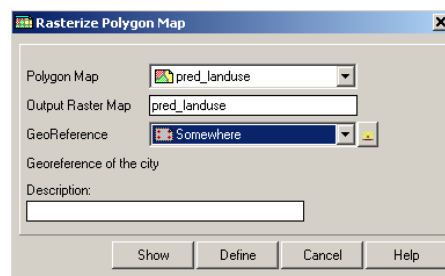 Rasterize Polygon Map
Polygon Map pred_landuse
Output Raster Map pred_landuse
GeoReference Somewhere
Georeference of the city
Description:
Show Define Cancel Help